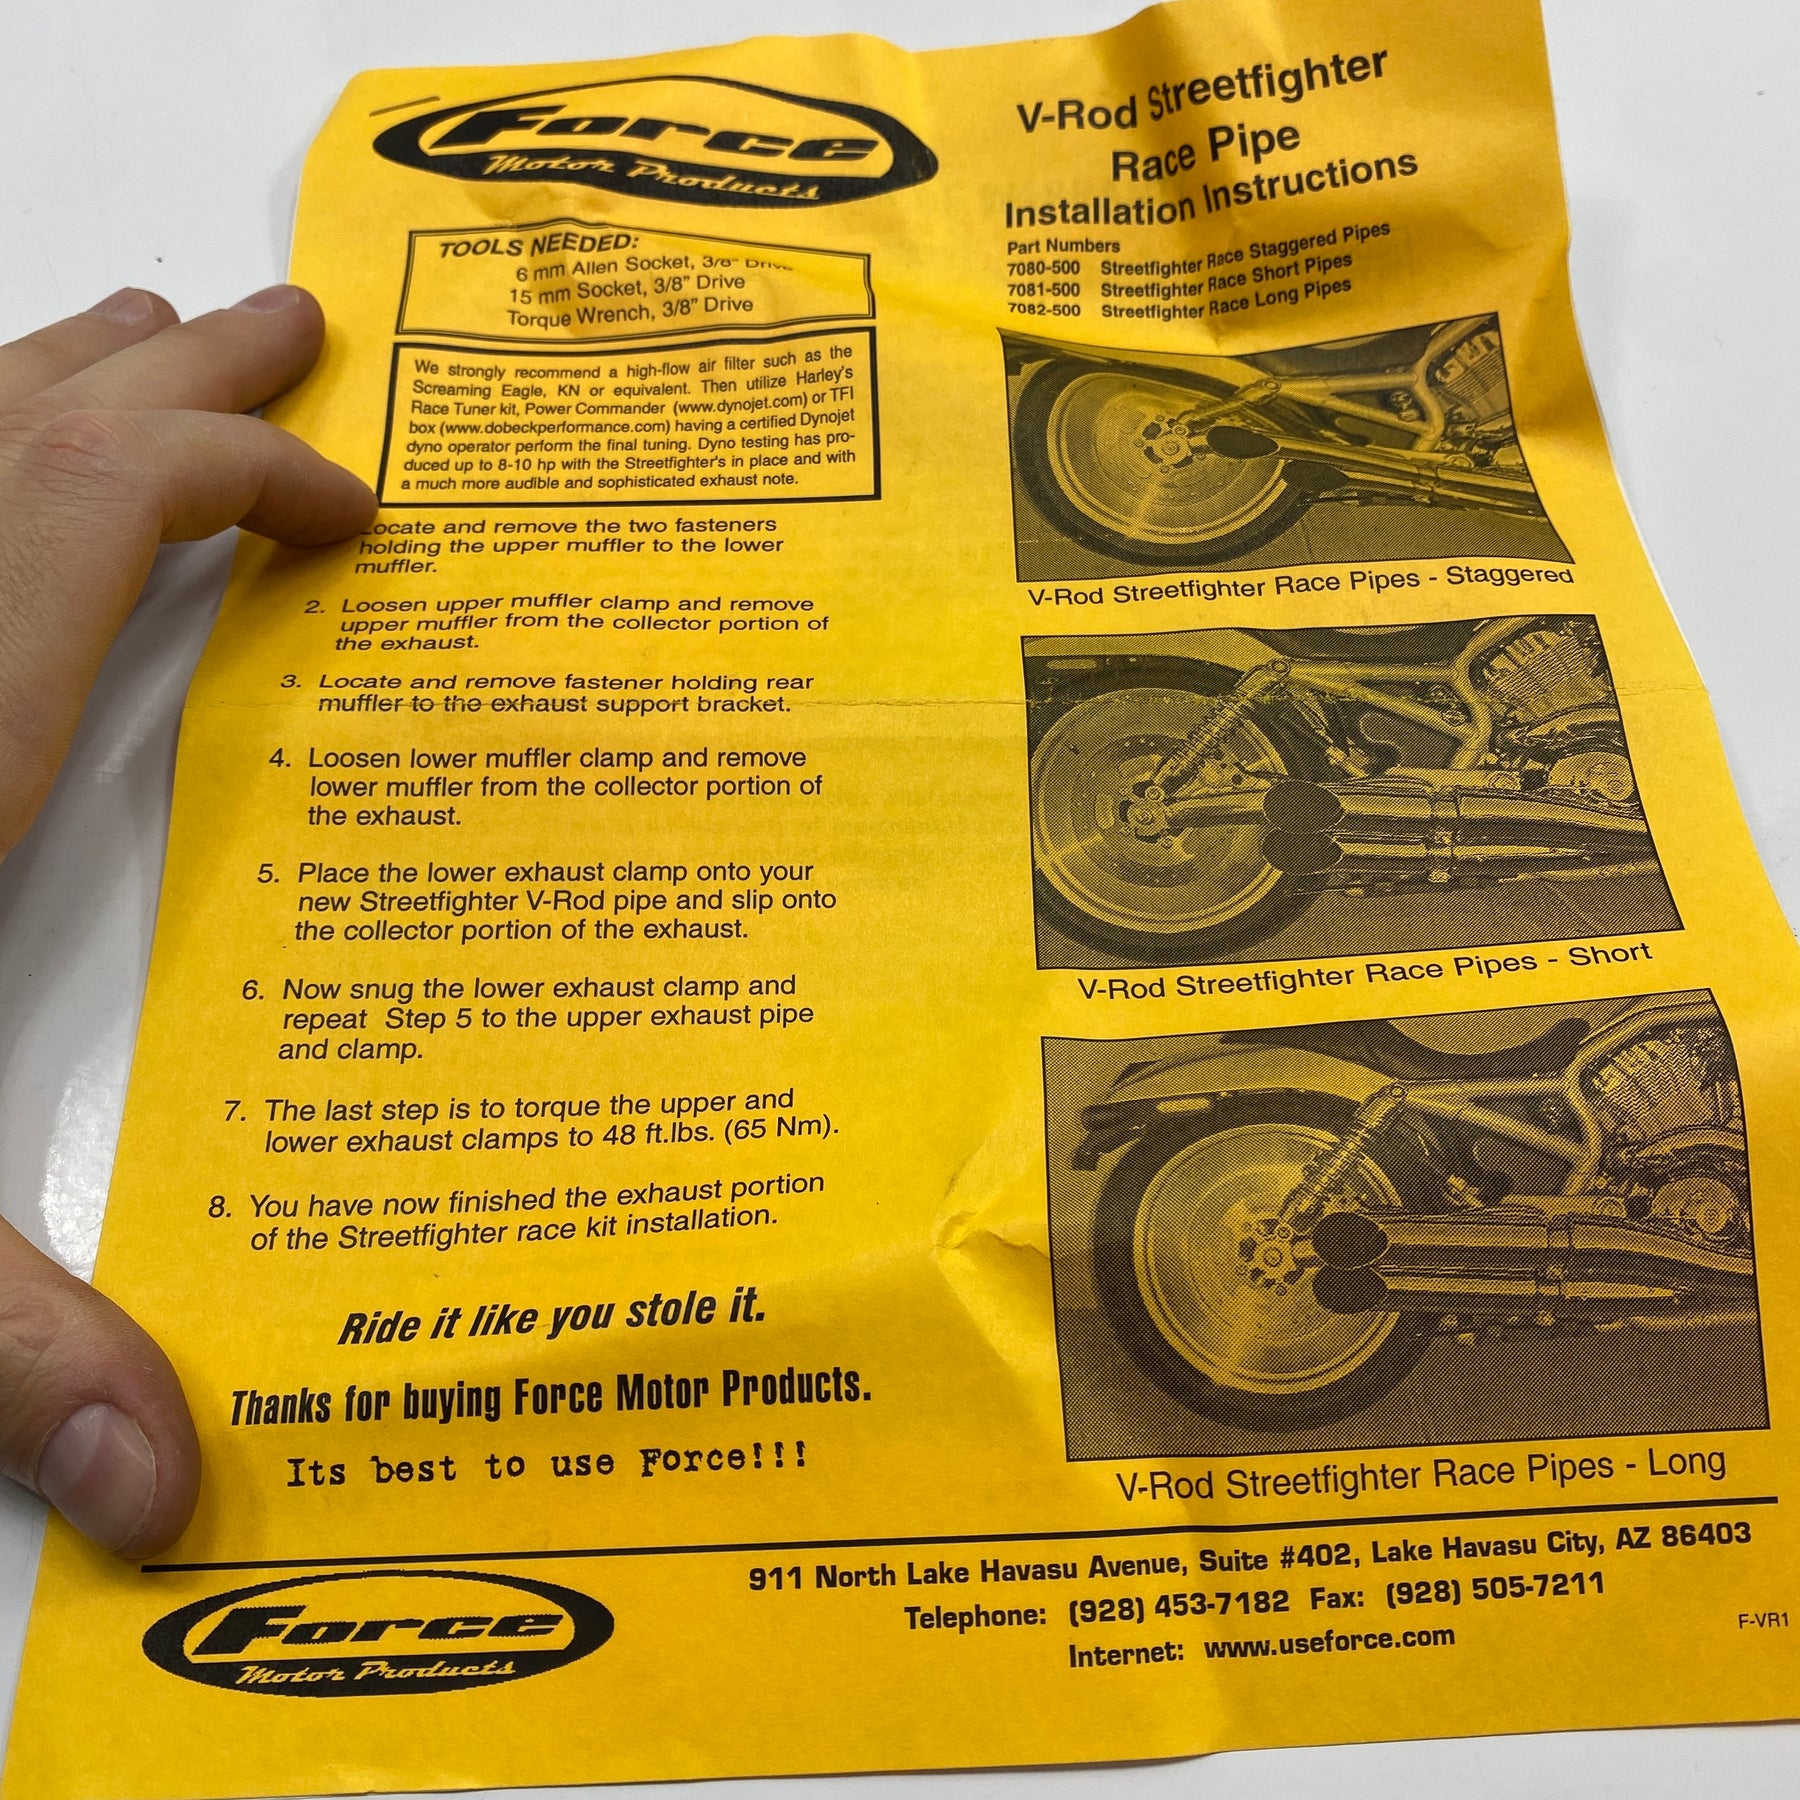 Force
Motor Products
V-Rod Streetfighter
Race Pipe
Installation Instructions
Part Numbers
7080-500 Streetfighter Race Staggered Pipes
7081-500 Streetfighter Race Short Pipes
7082-500 Streetfighter Race Long Pipes
TOOLS NEEDED:
6 mm Allen Socket, 3/8" Drive
15 mm Socket, 3/8" Drive
Torque Wrench, 3/8" Drive
We strongly recommend a high-flow air filter such as the
Screaming Eagle, KN or equivalent. Then utilize Harley's
Race Tuner kit, Power Commander (www.dynojet.com) or TFI
box (www.dobeckperformance.com) having a certified Dynojet
dyno operator perform the final tuning. Dyno testing has pro-
duced up to 8-10 hp with the Streetfighter's in place and with
a much more audible and sophisticated exhaust note.
Locate and remove the two fasteners
holding the upper muffler to the lower
muffler.
2. Loosen upper muffler clamp and remove
upper muffler from the collector portion of
the exhaust.
3. Locate and remove fastener holding rear
muffler to the exhaust support bracket.
4. Loosen lower muffler clamp and remove
lower muffler from the collector portion of
the exhaust.
5. Place the lower exhaust clamp onto your
new Streetfighter V-Rod pipe and slip onto
the collector portion of the exhaust.
6. Now snug the lower exhaust clamp and
repeat Step 5 to the upper exhaust pipe
and clamp.
7. The last step is to torque the upper and
lower exhaust clamps to 48 ft.lbs. (65 Nm).
8. You have now finished the exhaust portion
of the Streetfighter race kit installation.
Ride it like you stole it.
Thanks for buying Force Motor Products.
Its best to use Force!!!
V-Rod Streetfighter Race Pipes - Staggered
V-Rod Streetfighter Race Pipes - Short
V-Rod Streetfighter Race Pipes - Long
Force
Motor Products
911 North Lake Havasu Avenue, Suite #402, Lake Havasu City, AZ 86403
Telephone: (928) 453-7182 Fax: (928) 505-7211
Internet: www.useforce.com
F-VR1